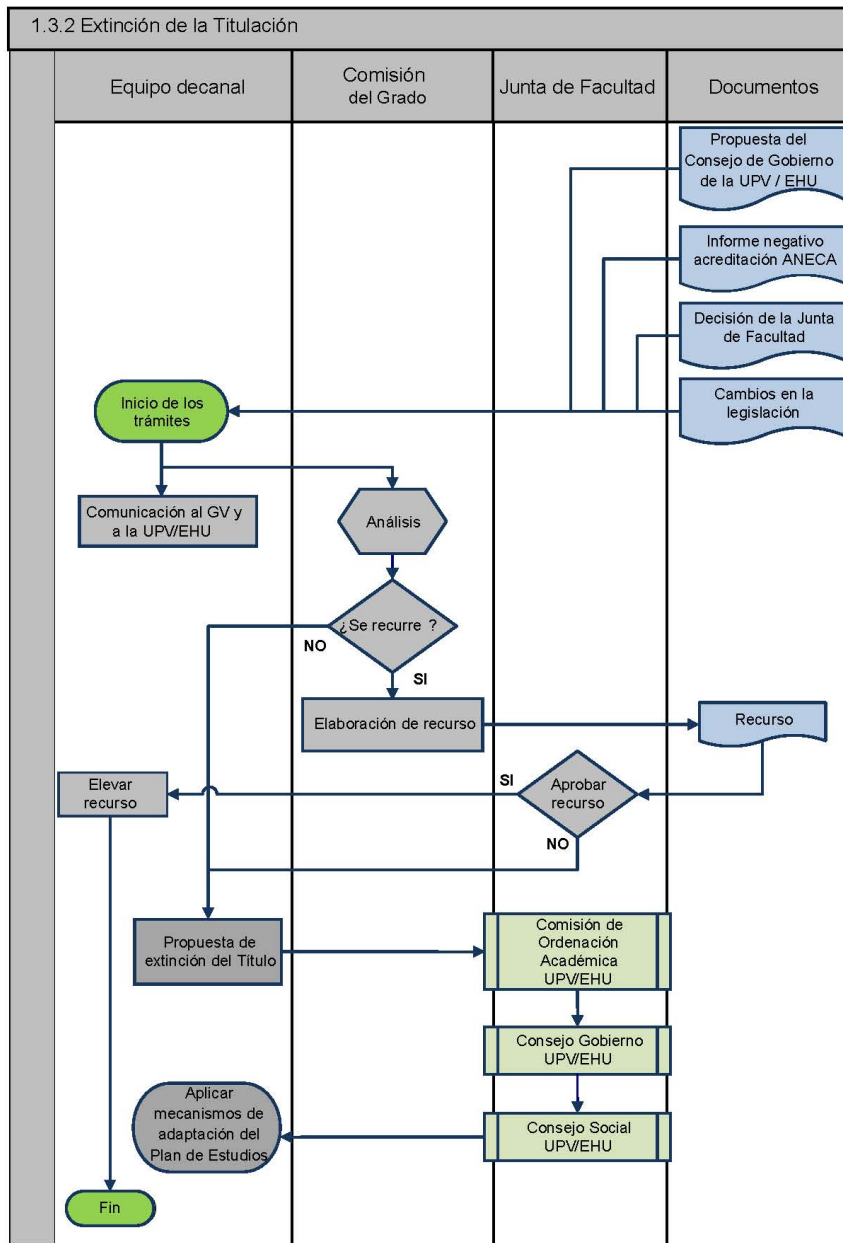 1.3.2 Extinción de la Titulación
Equipo decanal
Comisión
del Grado
Junta de Facultad
Documentos
Propuesta del
Consejo de Gobierno
de la UPV / EHU
Informe negativo
acreditación ANECA
Decisión de la Junta
de Facultad
Cambios en la
legislación
Inicio de los
trámites
Comunicación al GV y
a la UPV/EHU
Análisis
¿Se recurre ?
NO
SI
Elaboración de recurso
Recurso
Elevar
recurso
SI
Aprobar
recurso
NO
Propuesta de
extinción del Título
Comisión de
Ordenación
Académica
UPV/EHU
Consejo Gobierno
UPV/EHU
Aplicar
mecanismos de
adaptación del
Plan de Estudios
Consejo Social
UPV/EHU
Fin